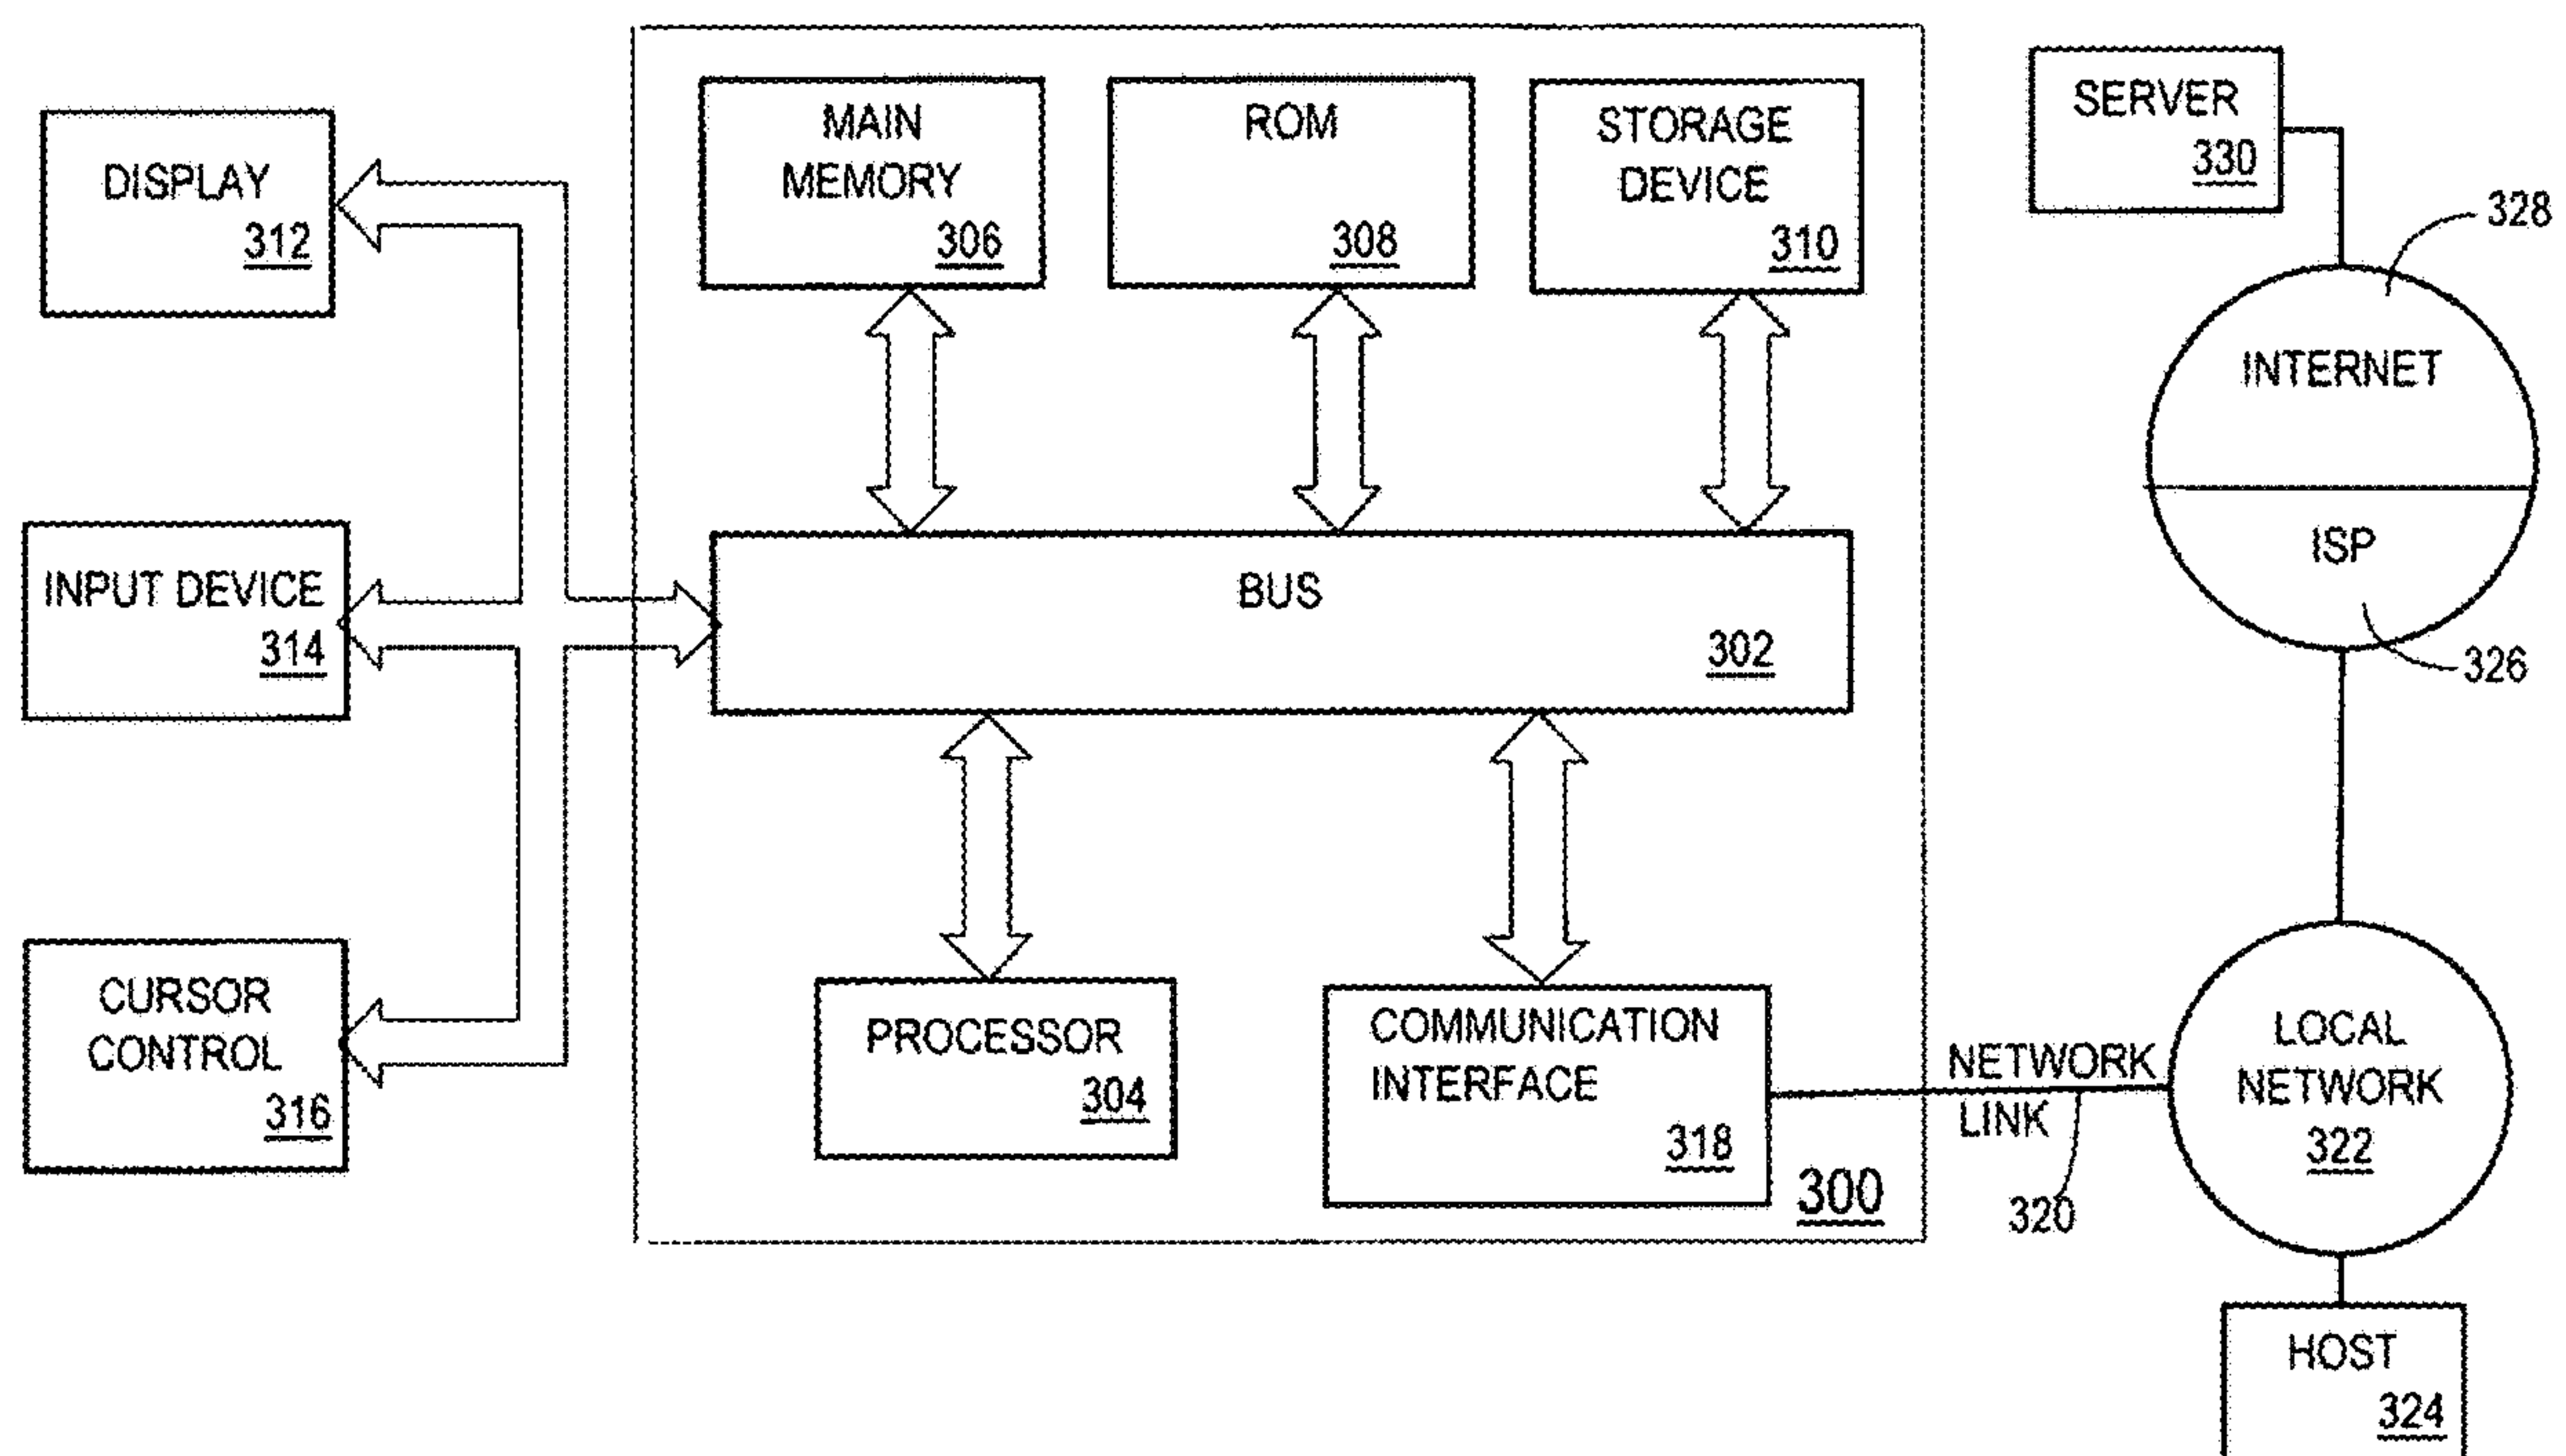 DISPLAY
312
INPUT DEVICE
314
CURSOR
CONTROL
316
MAIN
MEMORY
306
ROM
308
STORAGE
DEVICE
310
BUS
302
PROCESSOR
304
COMMUNICATION
INTERFACE
318
300
SERVER
330
328
INTERNET
ISP
326
NETWORK
LINK
320
LOCAL
NETWORK
322
HOST
324